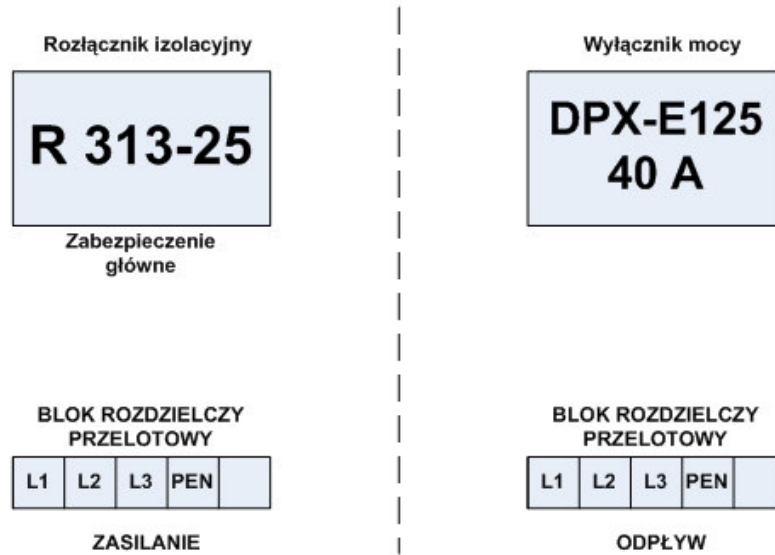 Rozłącznik izolacyjny
R 313-25
Zabezpieczenie
główne
BLOK ROZDZIELCZY
PRZELOTOWY
L1 L2 L3 PEN
ZASILANIE
Wyłącznik mocy
DPX-E125
40 A
BLOK ROZDZIELCZY
PRZELOTOWY
L1 L2 L3 PEN
ODPŁYW